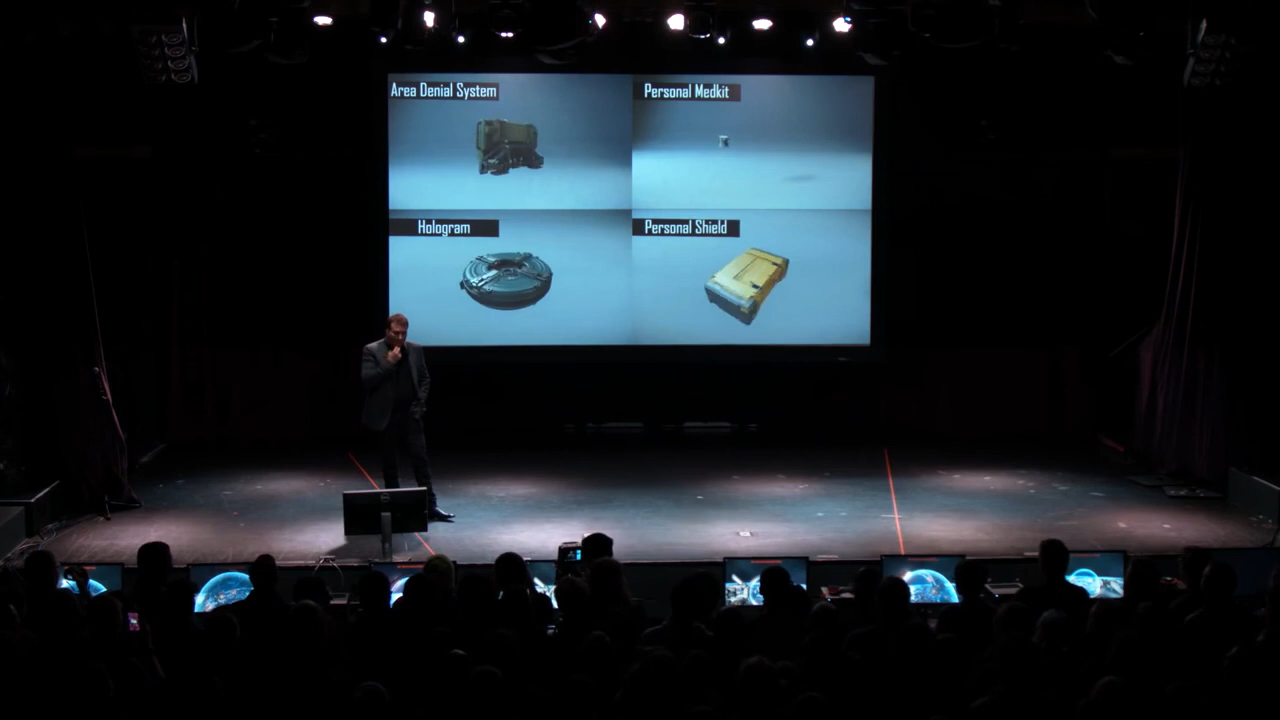 Area Denial System
Personal Medkit
Hologram
Personal Shield